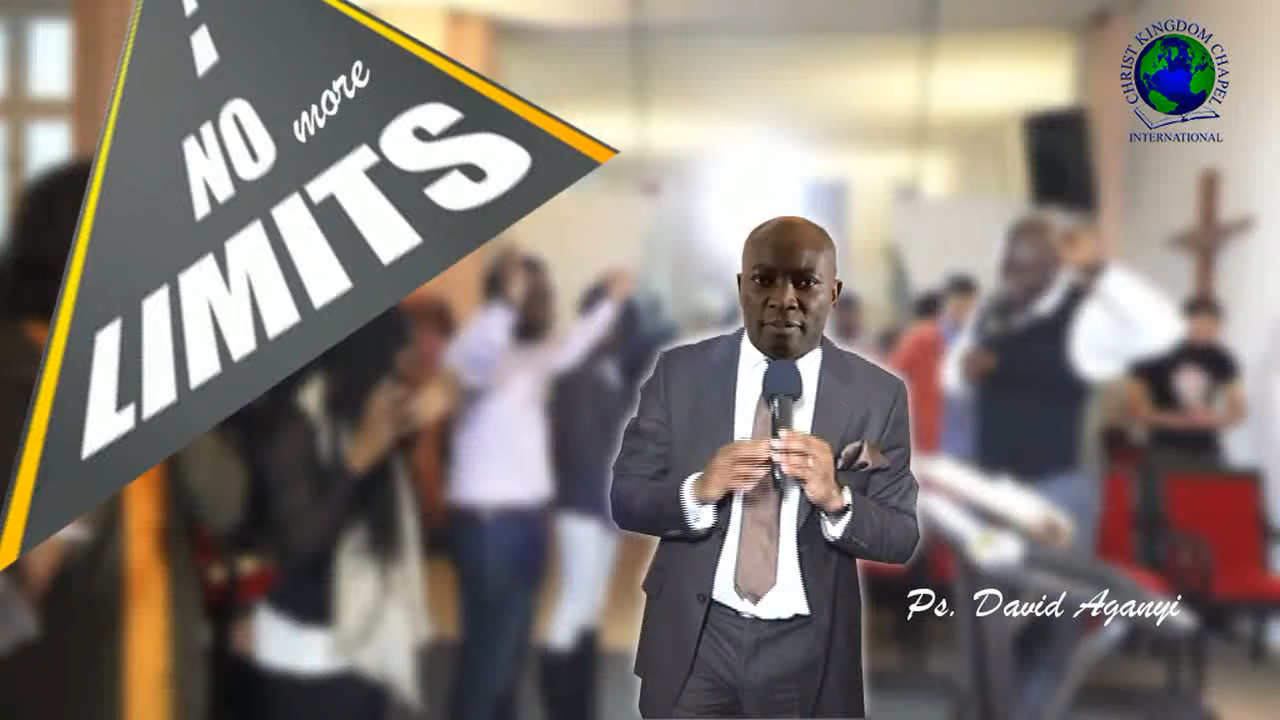 NO more
LIMITS
CHRIST KINGDOM CHAPEL
INTERNATIONAL
Ps. David Aganyi